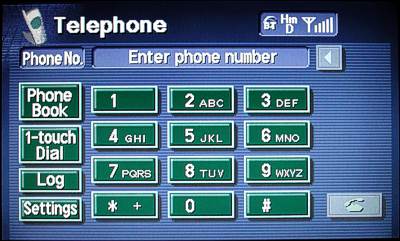 Telephone
BT Hm D
Phone No. Enter phone number
Phone Book
1 2 ABC 3 DEF
1-touch Dial
4 GHI 5 JKL 6 MNO
Log
7 PQRS 8 TUV 9 WXYZ
Settings
* + 0 #